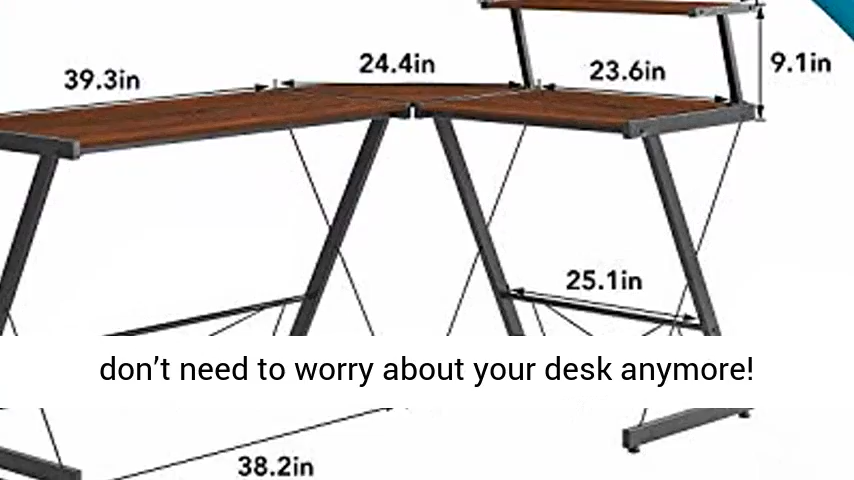 39.3in
24.4in
23.6in
9.1in
25.1in
don’t need to worry about your desk anymore!
38.2in